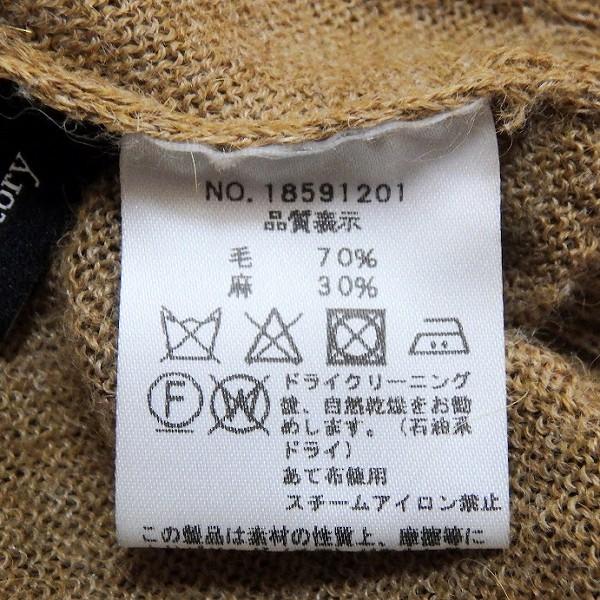 tory
NO. 18591201
品質表示
毛 70%
麻 30%
F W
ドライクリーニング
後、自然乾燥をお勧
めします。（石油系
ドライ）
あて布使用
スチームアイロン禁止
この製品は素材の性質上、摩擦等に